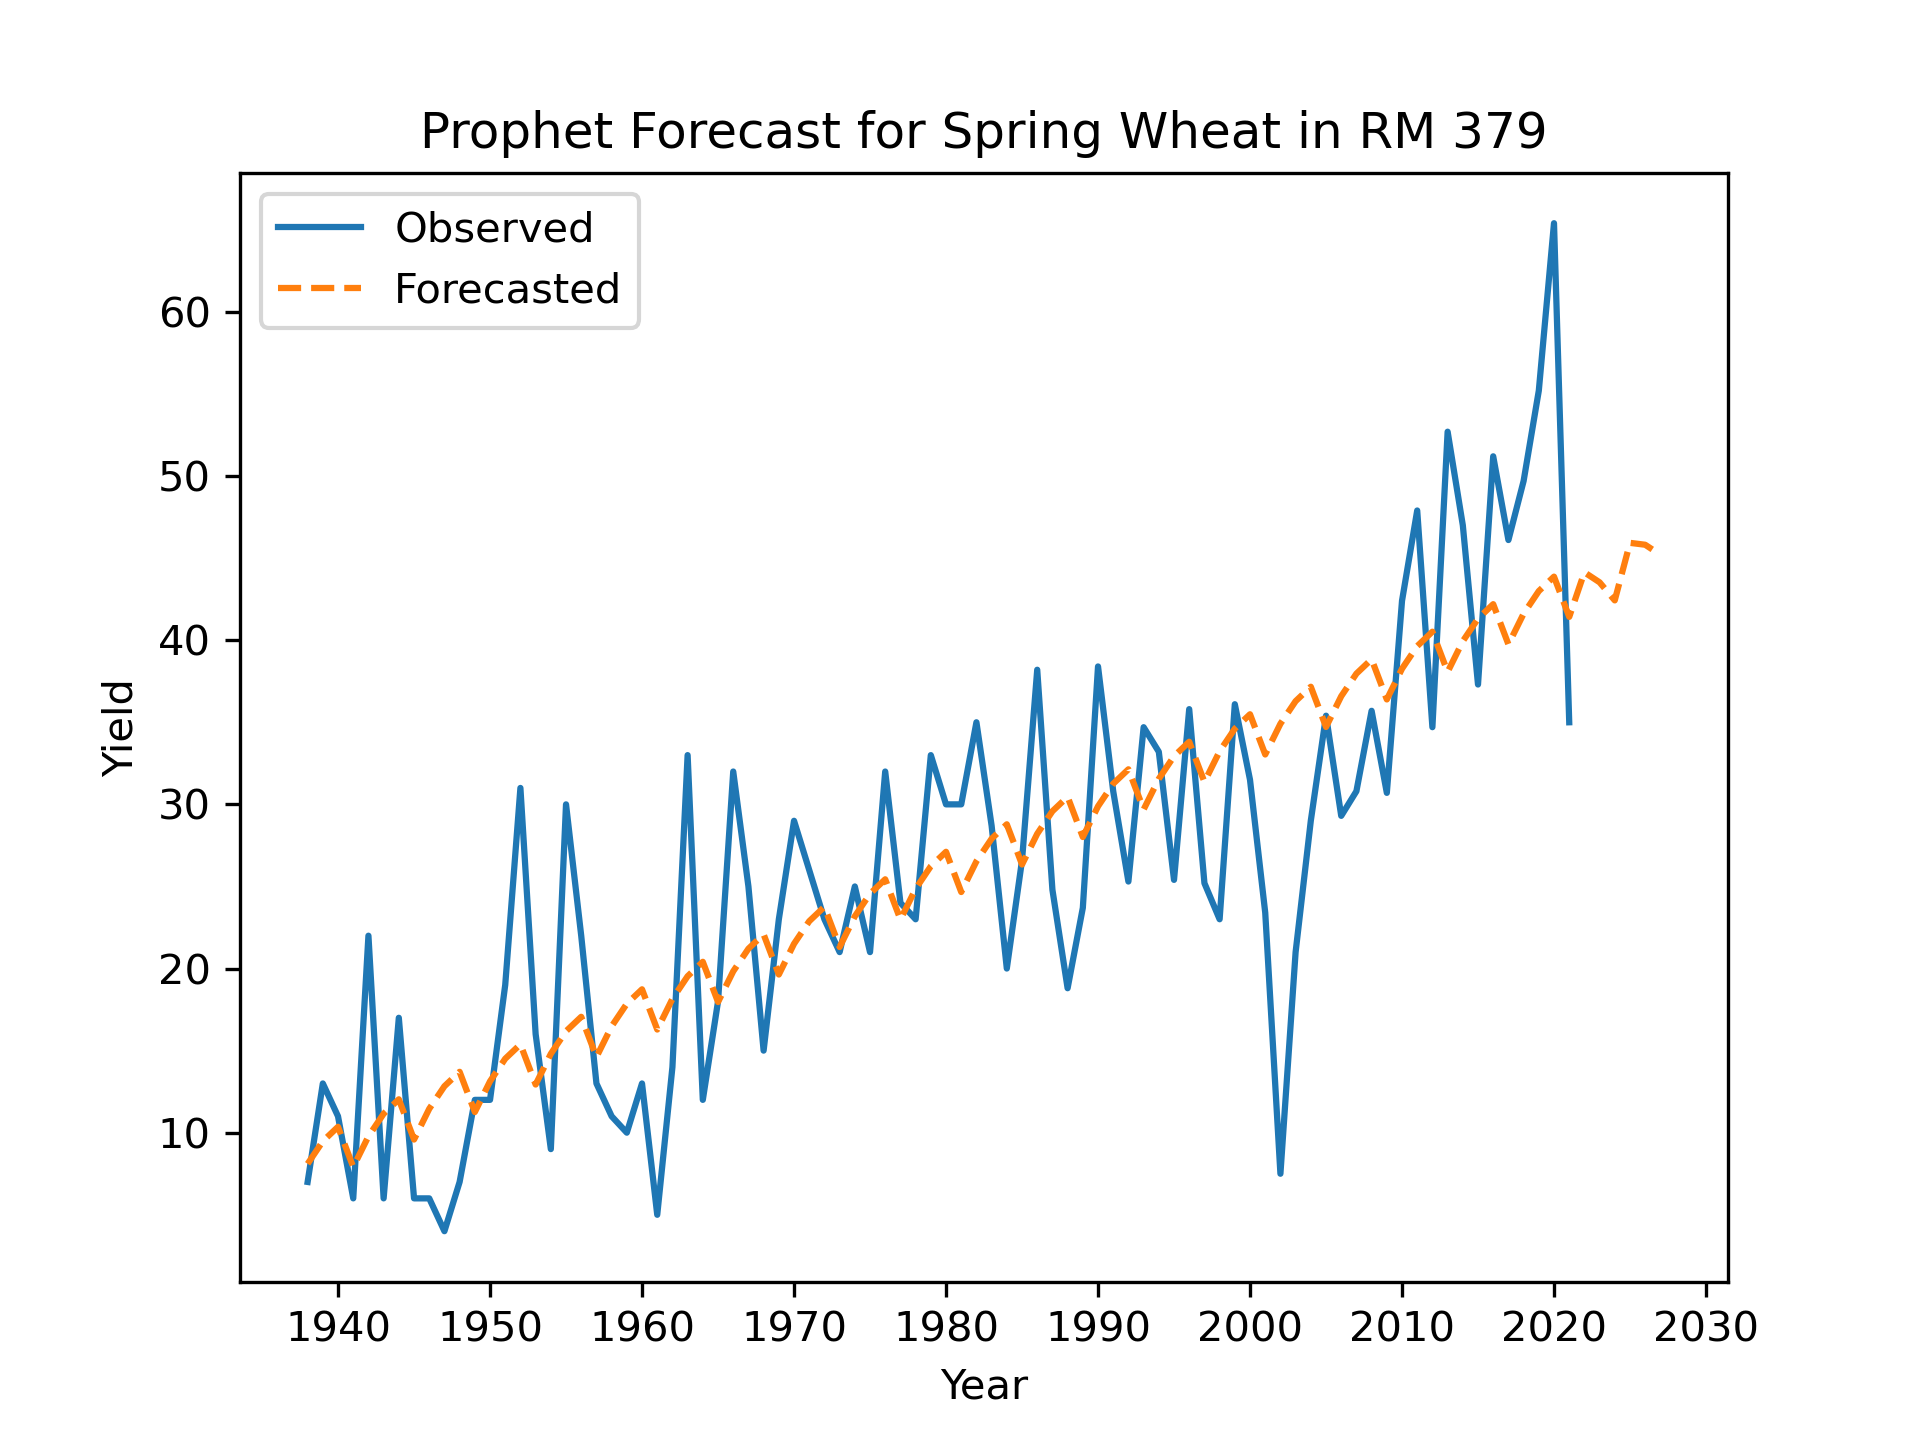 Prophet Forecast for Spring Wheat in RM 379
Observed
Forecasted
60
50
40
30
20
10
Yield
1940 1950 1960 1970 1980 1990 2000 2010 2020 2030
Year